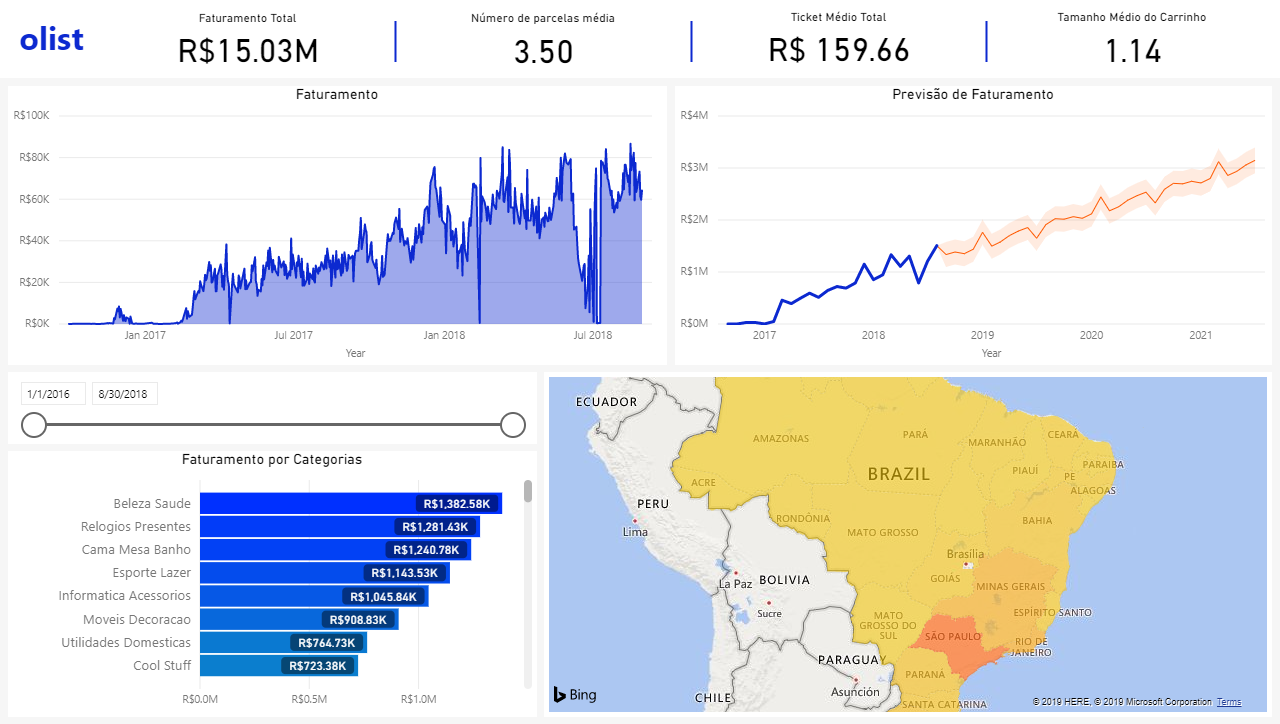 olist
Faturamento Total
R$15.03M
Número de parcelas média
3.50
Ticket Médio Total
R$ 159.66
Tamanho Médio do Carrinho
1.14
Faturamento
R$100K
R$80K
R$60K
R$40K
R$20K
R$0K
Jan 2017
Jul 2017
Jan 2018
Jul 2018
Year
Previsão de Faturamento
R$4M
R$3M
R$2M
R$1M
R$0M
2017
2018
2019
2020
2021
Year
1/1/2016
8/30/2018
Faturamento por Categorias
Beleza Saude
R$1,382.58K
Relogios Presentes
R$1,281.43K
Cama Mesa Banho
R$1,240.78K
Esporte Lazer
R$1,143.53K
Informatica Acessorios
R$1,045.84K
Moveis Decoracao
R$908.83K
Utilidades Domesticas
R$764.73K
Cool Stuff
R$723.38K
R$0.0M
R$0.5M
R$1.0M
ECUADOR
AMAZONAS
PARÁ
MARANHÃO
CEARÁ
BRAZIL
PIAUÍ
PARAIBA
PE
ALAGOAS
ACRE
PERU
RONDÔNIA
BAHIA
Lima
MATO GROSSO
Brasília
GOIÁS
MINAS GERAIS
La Paz
BOLIVIA
Sucre
MATO
GROSSO DO
SUL
ESPÍRITO SANTO
SÃO PAULO
RIO DE
JANEIRO
PARAGUAY
PARANÁ
Asunción
CHILE
SANTA CATARINA
Bing
© 2019 HERE, © 2019 Microsoft Corporation Terms